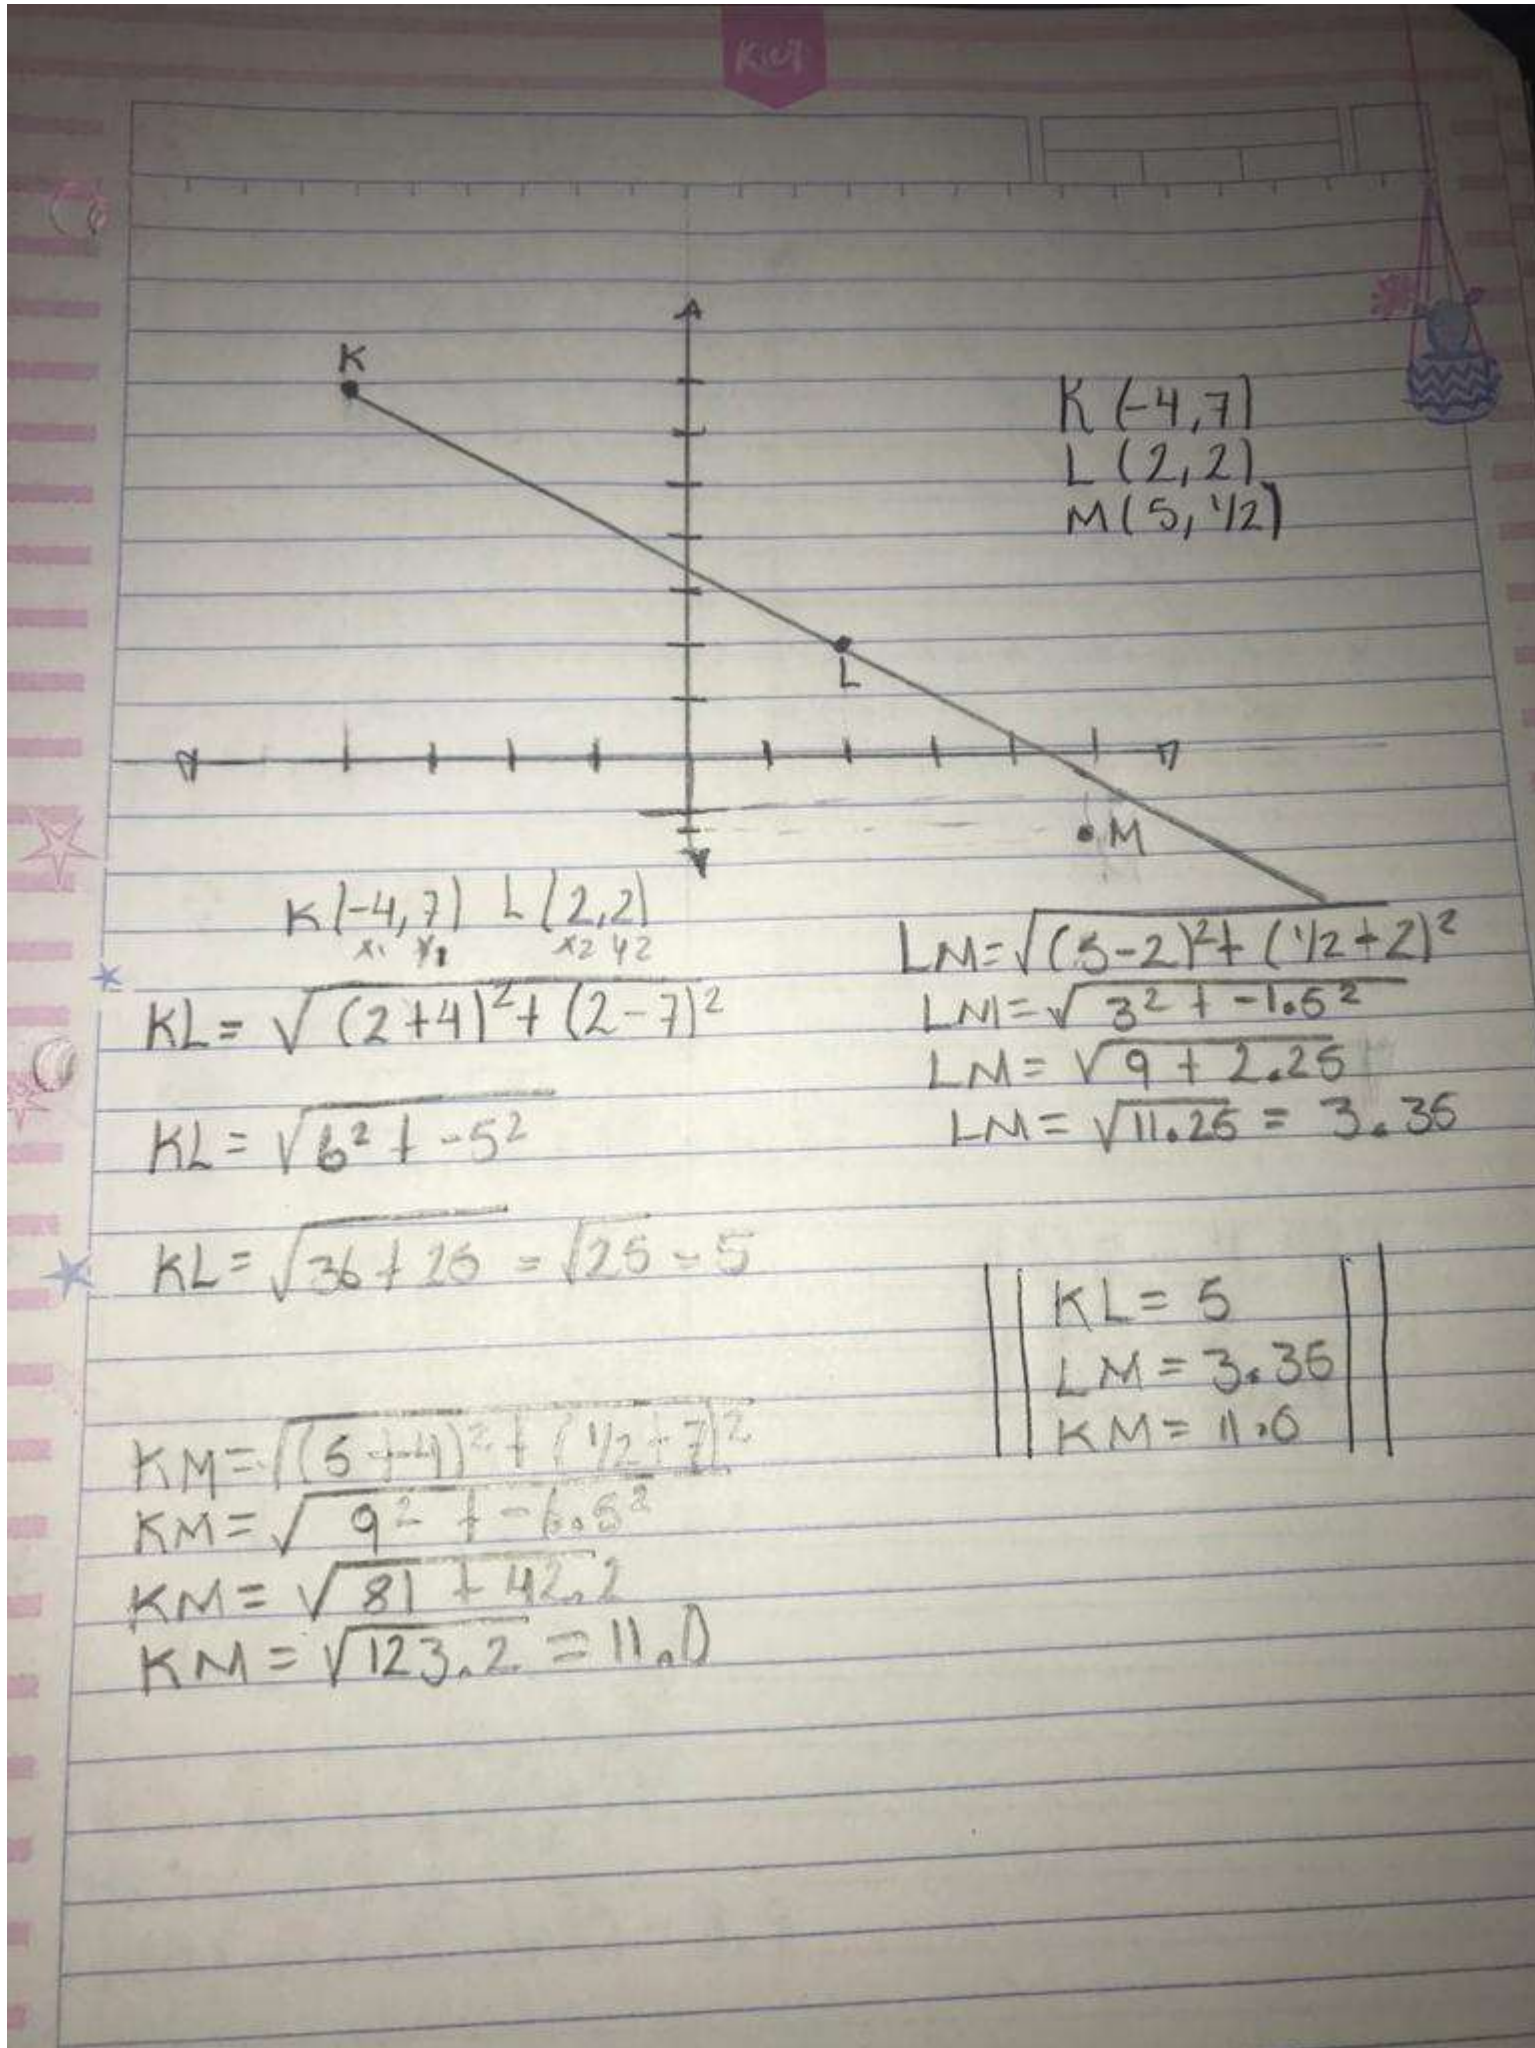 Kiut
K
K (-4,7)
L (2,2)
M (5, 1/2)
L
M
K (-4, 7) L (2,2)
x1 y1 x2 y2
KL = √(2+4)² + (2-7)²
KL = √6² + -5²
KL = √36 + 25 = √25 = 5
LM = √(5-2)² + (1/2+2)²
LM = √3² + -1.5²
LM = √9 + 2.25
LM = √11.25 = 3.35
KL = 5
LM = 3.35
KM = 11.0
KM = √(5+4)² + (1/2+7)²
KM = √9² + -6.5²
KM = √81 + 42.2
KM = √123.2 = 11.0